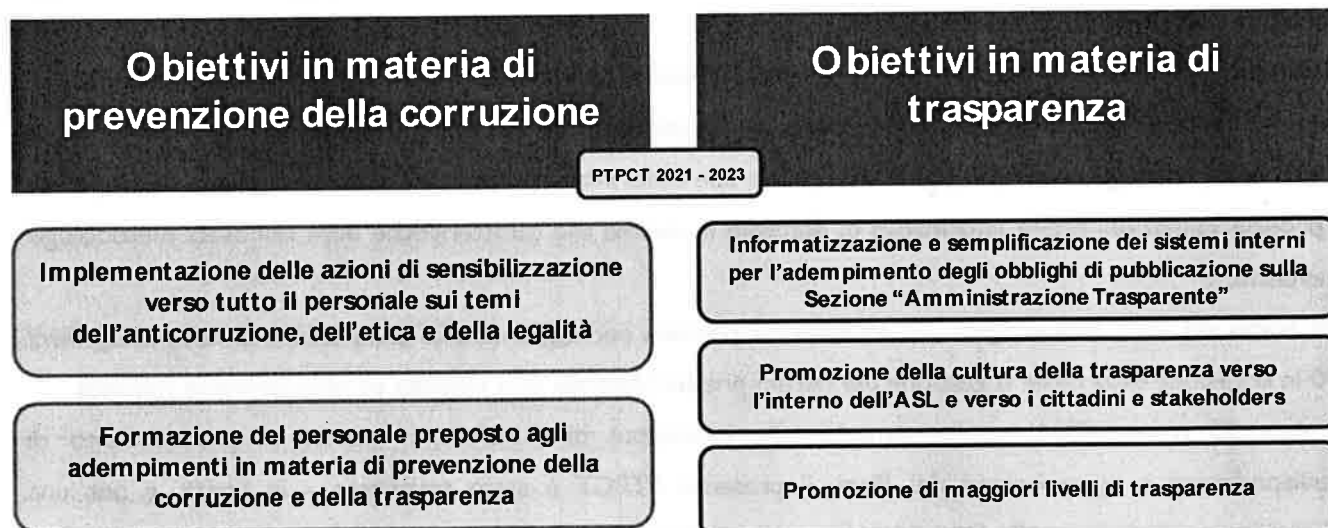 Obiettivi in materia di
prevenzione della corruzione
Obiettivi in materia di
trasparenza
PTPCT 2021 - 2023
Implementazione delle azioni di sensibilizzazione
verso tutto il personale sui temi
dell'anticorruzione, dell'etica e della legalità
Formazione del personale preposto agli
adempimenti in materia di prevenzione della
corruzione e della trasparenza
Informatizzazione e semplificazione dei sistemi interni
per l'adempimento degli obblighi di pubblicazione sulla
Sezione “Amministrazione Trasparente”
Promozione della cultura della trasparenza verso
l'interno dell'ASL e verso i cittadini e stakeholders
Promozione di maggiori livelli di trasparenza